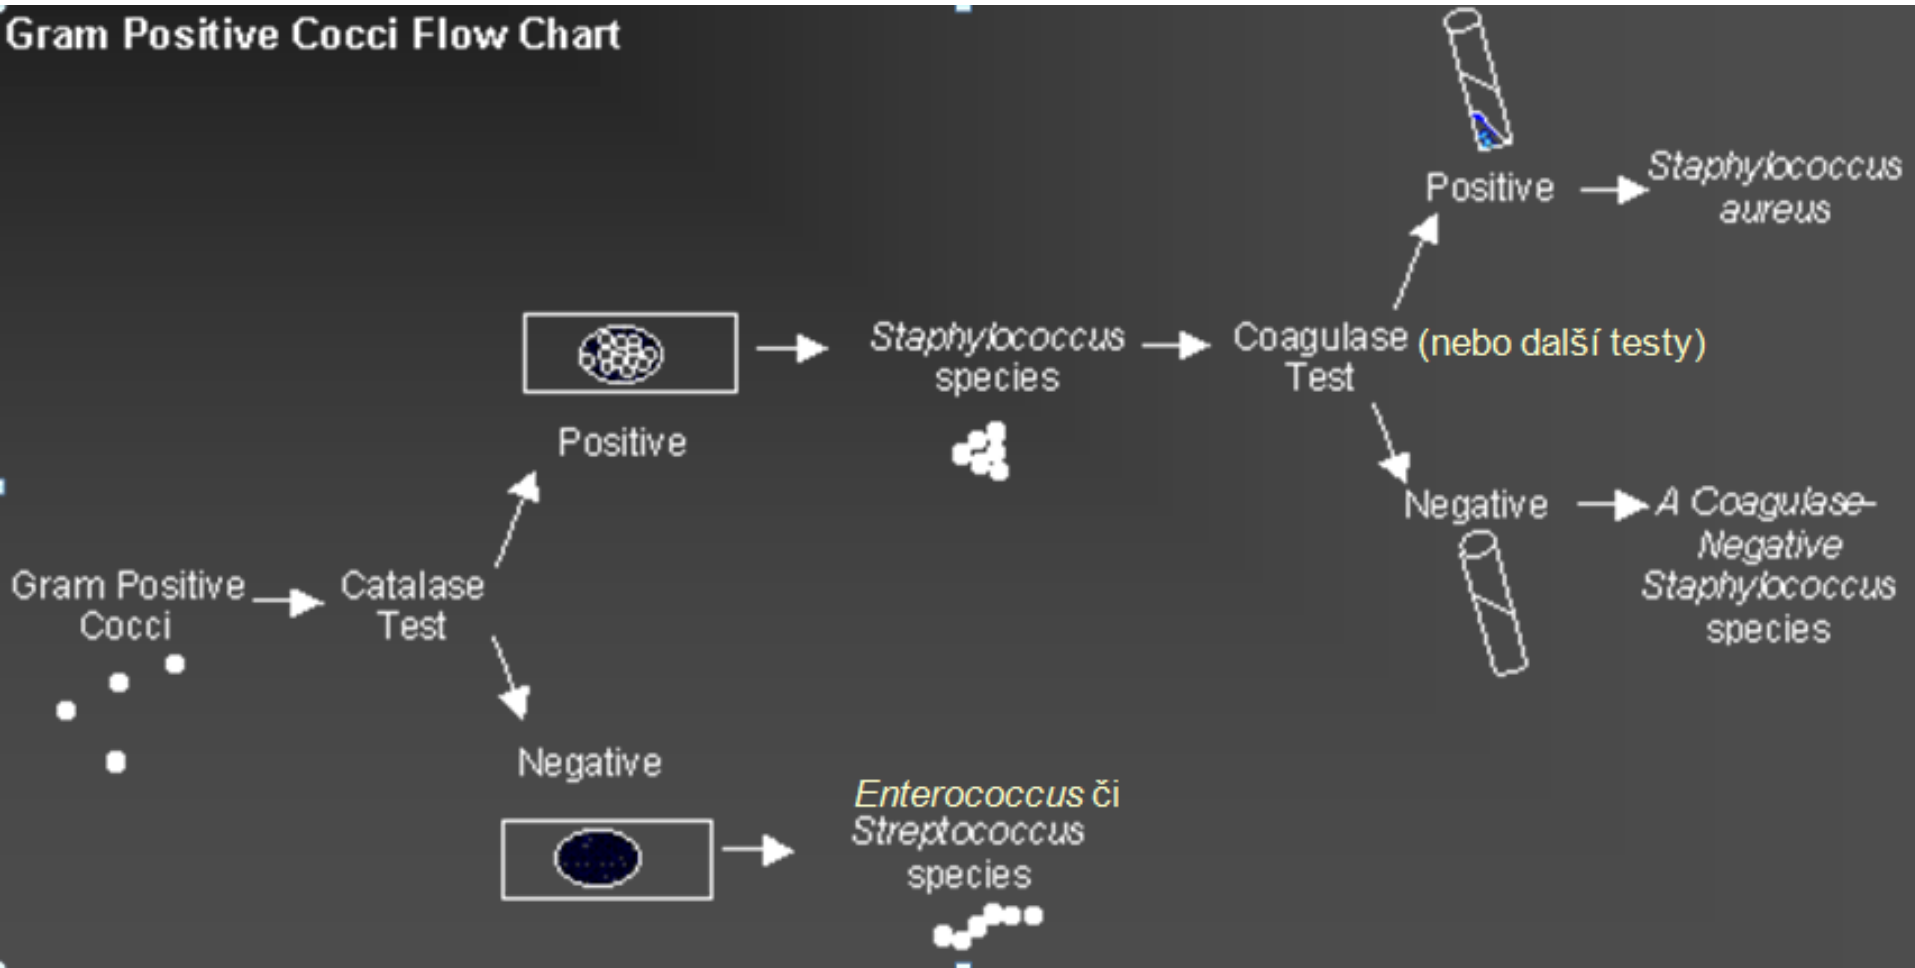 Gram Positive Cocci Flow Chart
Gram Positive
Cocci
Catalase
Test
Positive
Staphylococcus
species
Coagulase (nebo další testy)
Test
Positive
Staphylococcus
aureus
Negative
A Coagulase-
Negative
Staphylococcus
species
Negative
Enterococcus či
Streptococcus
species